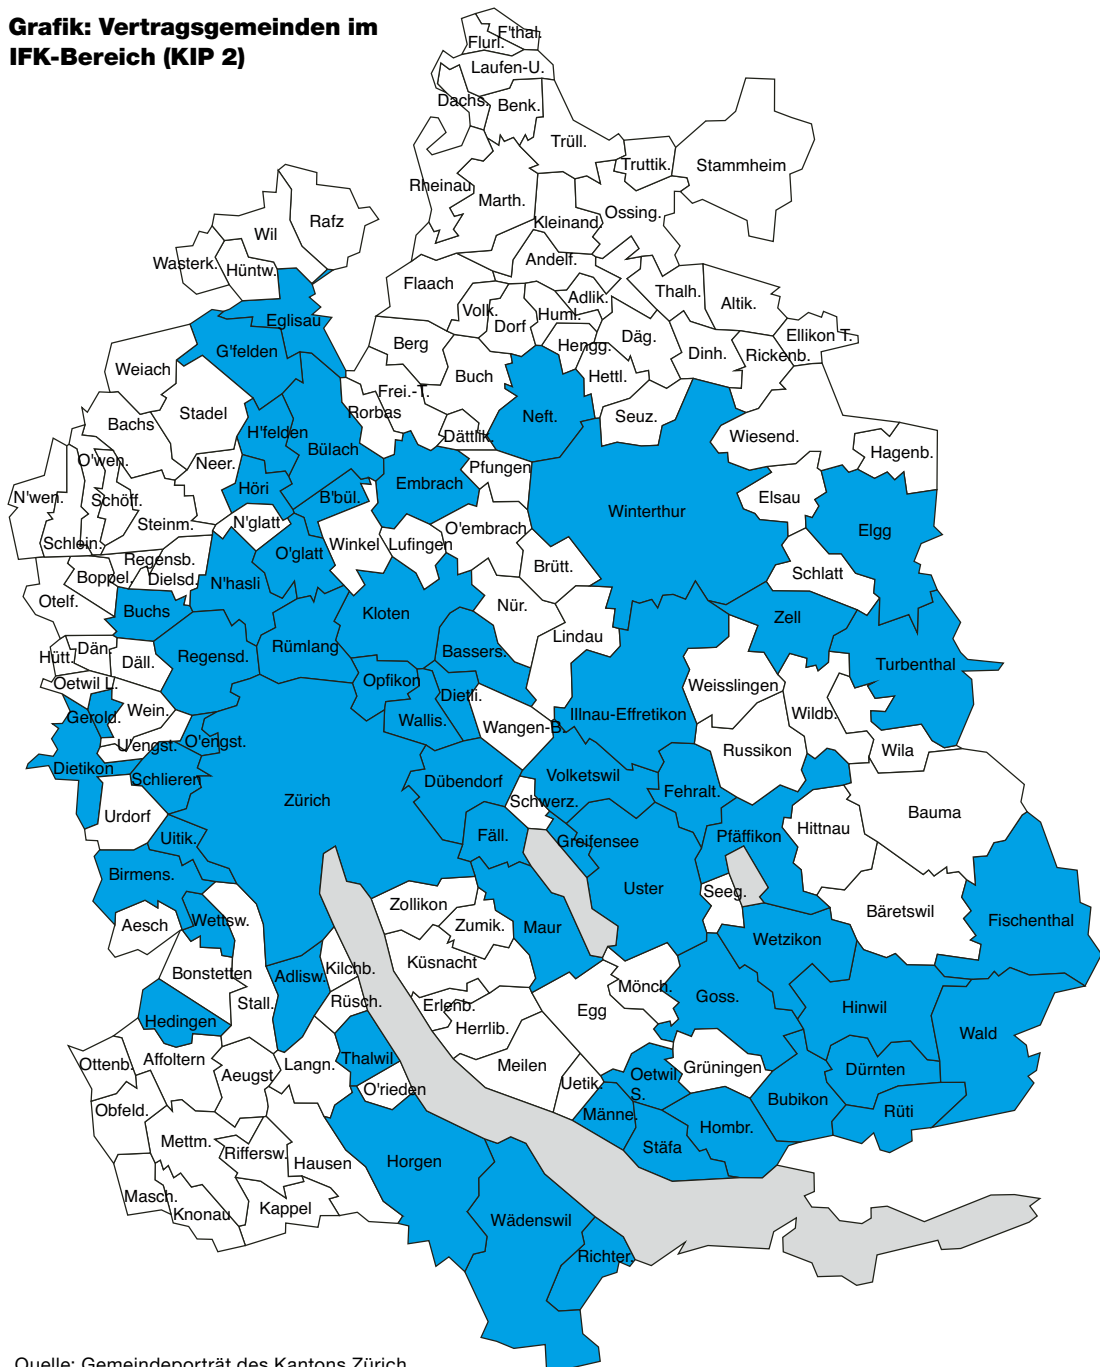 Grafik: Vertragsgemeinden im
IFK-Bereich (KIP 2)
F'thal.
Flurl.
Laufen-U.
Dachs.
Benk.
Trüll.
Truttik.
Stammheim
Rheinau
Marth.
Kleinand.
Ossing.
Rafz
Wil
Wasterk.
Hüntw.
Andelf.
Flaach
Adlik.
Thalh.
Altik.
Volk.
Dorf
Huml.
Eglisau
Berg
Hengg.
Däg.
Dinh.
Ellikon T.
Rickenb.
G'felden
Weiach
Buch
Hettl.
Frei.-T.
Rorbas
Neft.
Seuz.
Stadel
Bachs
H'felden
Bülach
Dättlik.
Wiesend.
Hagenb.
O'wen.
Neer.
Pfungen
Embrach
Höri
B'bül.
N'wen.
Schöff.
Elsau
Winterthur
Steinm.
N'glatt
O'embrach
Elgg
Schlein.
Winkel
Lufingen
O'glatt
Regensb.
Brütt.
Schlatt
Boppel.
Dielsd.
N'hasli
Otelf.
Buchs
Kloten
Nür.
Zell
Lindau
Hütt.
Dän.
Däll.
Regensd.
Rümlang
Bassers.
Turbenthal
Oetwil L.
Opfikon
Dietli.
Weisslingen
Gerold.
Wein.
Wallis.
Wangen-B.
Illnau-Effretikon
Wildb.
U'engst.
O'engst.
Russikon
Wila
Dietikon
Schlieren
Dübendorf
Volketswil
Fehralt.
Zürich
Schwerz.
Urdorf
Bauma
Hittnau
Uitik.
Fäll.
Greifensee
Pfäffikon
Birmens.
Uster
Seeg.
Zollikon
Aesch
Wettsw.
Zumik.
Maur
Bäretswil
Fischenthal
Wetzikon
Küsnacht
Bonstetten
Adlisw.
Kilchb.
Mönch.
Stall.
Rüsch.
Erlenb.
Goss.
Hinwil
Egg
Hedingen
Herrlib.
Wald
Ottenb.
Affoltern
Langn.
Thalwil
Meilen
Grüningen
Aeugst
Oetwil
S.
Dürnten
O'rieden
Uetik.
Bubikon
Obfeld.
Männe.
Rüti
Hombr.
Mettm.
Riffersw.
Hausen
Horgen
Stäfa
Masch.
Knonau
Kappel
Wädenswil
Richter.
Quelle: Gemeindeporträt des Kantons Zürich